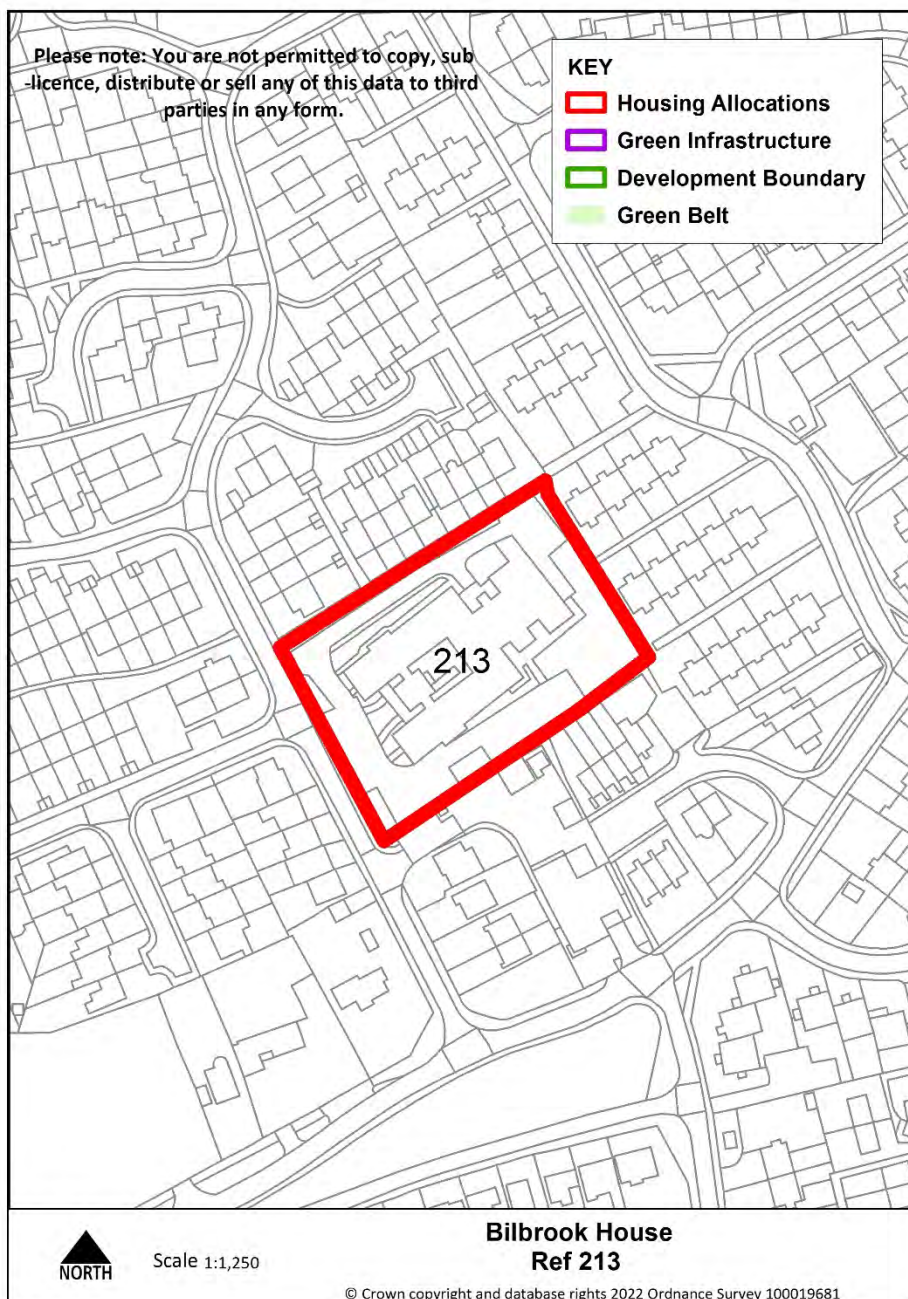 Please note: You are not permitted to copy, sub
-licence, distribute or sell any of this data to third
parties in any form.
KEY
Housing Allocations
Green Infrastructure
Development Boundary
Green Belt
213
NORTH
Scale 1:1,250
Bilbrook House
Ref 213
© Crown copyright and database rights 2022 Ordnance Survey 100019681